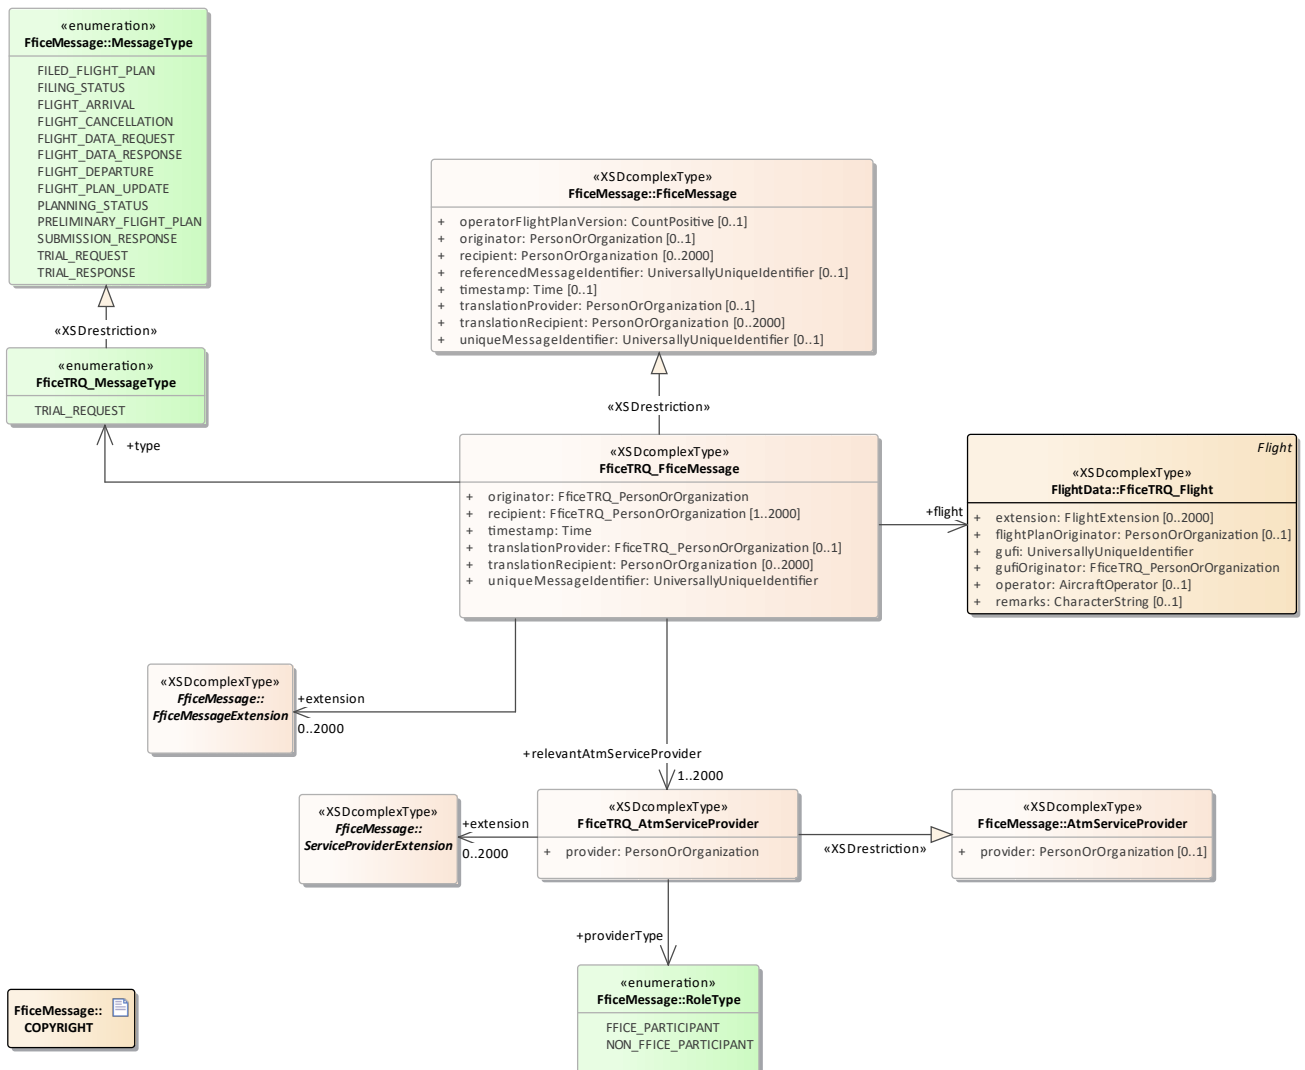 «enumeration»
FficeMessage::MessageType
FILED_FLIGHT_PLAN
FILING_STATUS
FLIGHT_ARRIVAL
FLIGHT_CANCELLATION
FLIGHT_DATA_REQUEST
FLIGHT_DATA_RESPONSE
FLIGHT_DEPARTURE
FLIGHT_PLAN_UPDATE
PLANNING_STATUS
PRELIMINARY_FLIGHT_PLAN
SUBMISSION_RESPONSE
TRIAL_REQUEST
TRIAL_RESPONSE
«XSDrestriction»
«enumeration»
FficeTRQ_MessageType
TRIAL_REQUEST
+type
«XSDcomplexType»
FficeMessage::FficeMessage
+ operatorFlightPlanVersion: CountPositive [0..1]
+ originator: PersonOrOrganization [0..1]
+ recipient: PersonOrOrganization [0..2000]
+ referencedMessageIdentifier: UniversallyUniqueIdentifier [0..1]
+ timestamp: Time [0..1]
+ translationProvider: PersonOrOrganization [0..1]
+ translationRecipient: PersonOrOrganization [0..2000]
+ uniqueMessageIdentifier: UniversallyUniqueIdentifier [0..1]
«XSDrestriction»
«XSDcomplexType»
FficeTRQ_FficeMessage
+ originator: FficeTRQ_PersonOrOrganization
+ recipient: FficeTRQ_PersonOrOrganization [1..2000]
+ timestamp: Time
+ translationProvider: FficeTRQ_PersonOrOrganization [0..1]
+ translationRecipient: PersonOrOrganization [0..2000]
+ uniqueMessageIdentifier: UniversallyUniqueIdentifier
+flight
Flight
«XSDcomplexType»
FlightData::FficeTRQ_Flight
+ extension: FlightExtension [0..2000]
+ flightPlanOriginator: PersonOrOrganization [0..1]
+ gufi: UniversallyUniqueIdentifier
+ gufiOriginator: FficeTRQ_PersonOrOrganization
+ operator: AircraftOperator [0..1]
+ remarks: CharacterString [0..1]
«XSDcomplexType»
FficeMessage::
FficeMessageExtension
+extension
0..2000
+relevantAtmServiceProvider
1..2000
«XSDcomplexType»
FficeMessage::
ServiceProviderExtension
+extension
0..2000
«XSDcomplexType»
FficeTRQ_AtmServiceProvider
+ provider: PersonOrOrganization
«XSDrestriction»
«XSDcomplexType»
FficeMessage::AtmServiceProvider
+ provider: PersonOrOrganization [0..1]
+providerType
«enumeration»
FficeMessage::RoleType
FFICE_PARTICIPANT
NON_FFICE_PARTICIPANT
FficeMessage::
COPYRIGHT